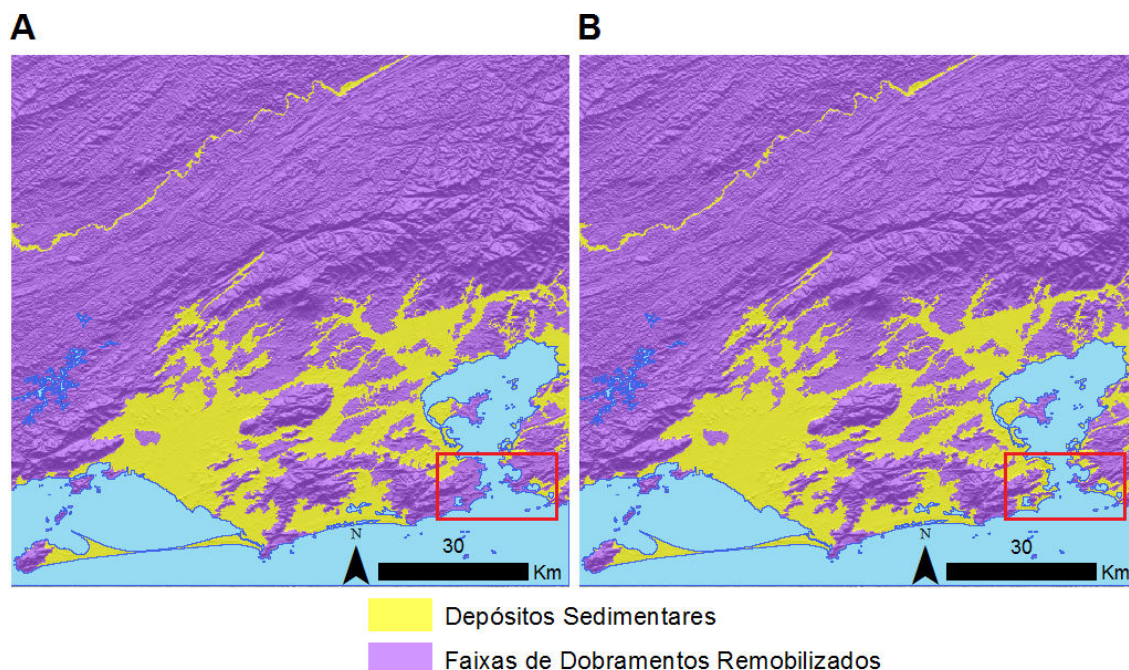 A
B
N
30
Km
N
30
Km
Depósitos Sedimentares
Faixas de Dobramentos Remobilizados